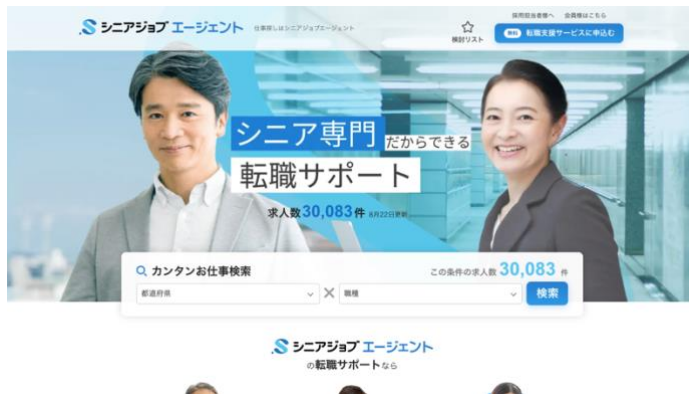 シニアジョブ エージェント
仕事探しはシニアジョブエージェント
検討リスト
採用担当者様へ 会員様はこちら
無料 転職支援サービスに申込む
シニア専門だからできる
転職サポート
求人数30,083件 8月22日更新
カンタンお仕事検索
この条件の求人数 30,083 件
都道府県
職種
検索
シニアジョブ エージェント
の転職サポートなら